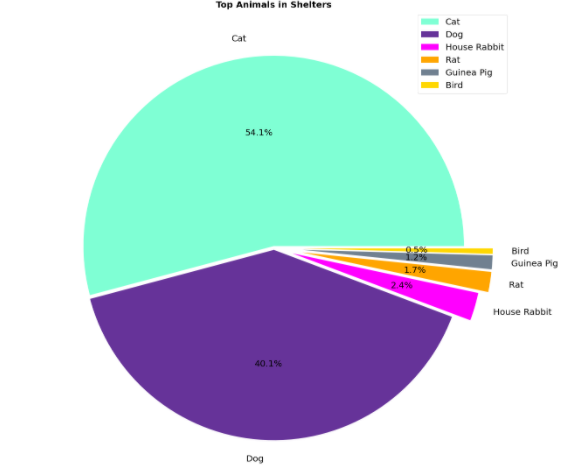 Top Animals in Shelters
Cat
Dog
House Rabbit
Rat
Guinea Pig
Bird
Cat
54.1%
0.5%
Bird
1.2%
Guinea Pig
1.7%
Rat
2.4%
House Rabbit
40.1%
Dog